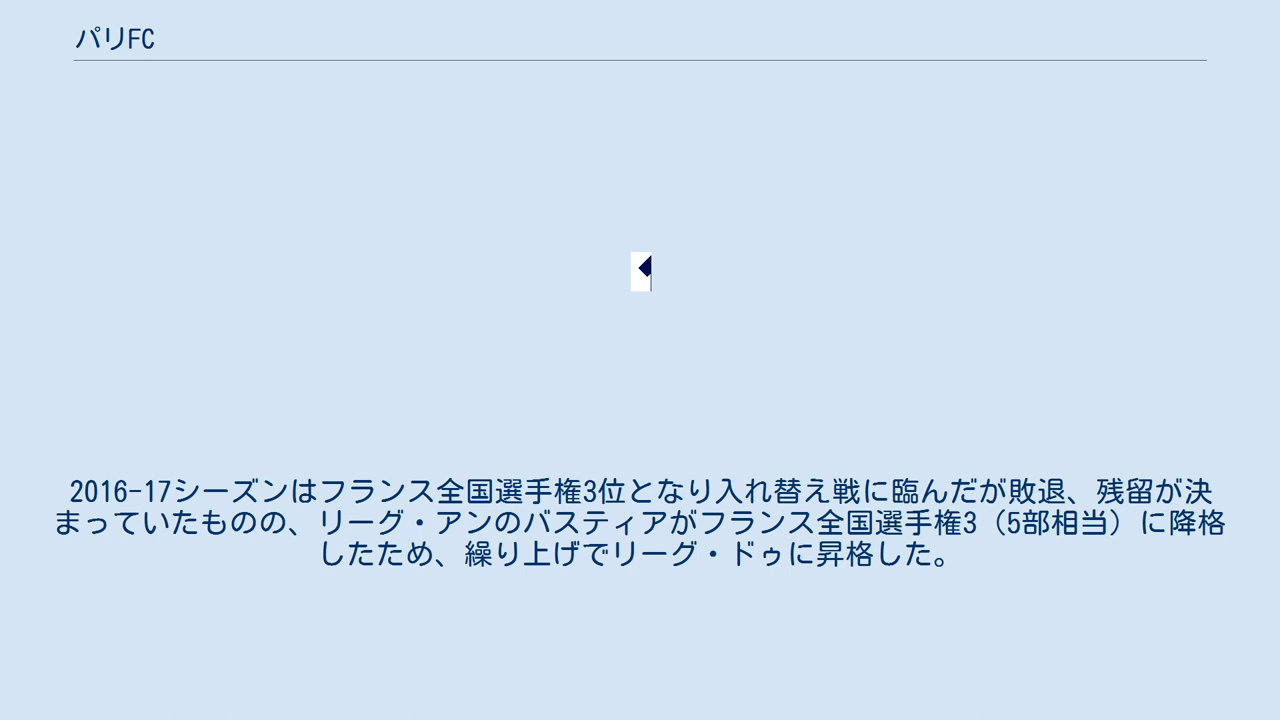 パリFC
2016-17シーズンはフランス全国選手権3位となり入れ替え戦に臨んだが敗退、残留が決
まっていたものの、リーグ・アンのバスティアがフランス全国選手権3（5部相当）に降格
したため、繰り上げでリーグ・ドゥに昇格した。